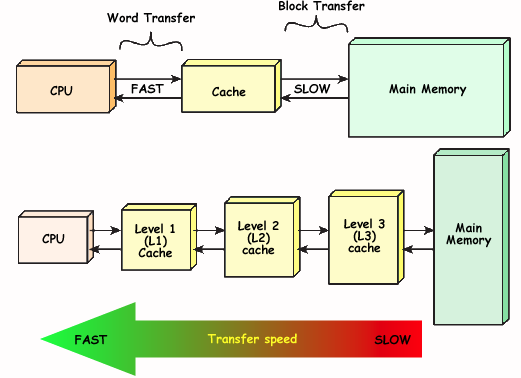 Word Transfer
Block Transfer
CPU
FAST
Cache
SLOW
Main Memory
CPU
Level 1
(L1)
Cache
Level 2
(L2)
cache
Level 3
(L3)
cache
Main
Memory
FAST
Transfer speed
SLOW